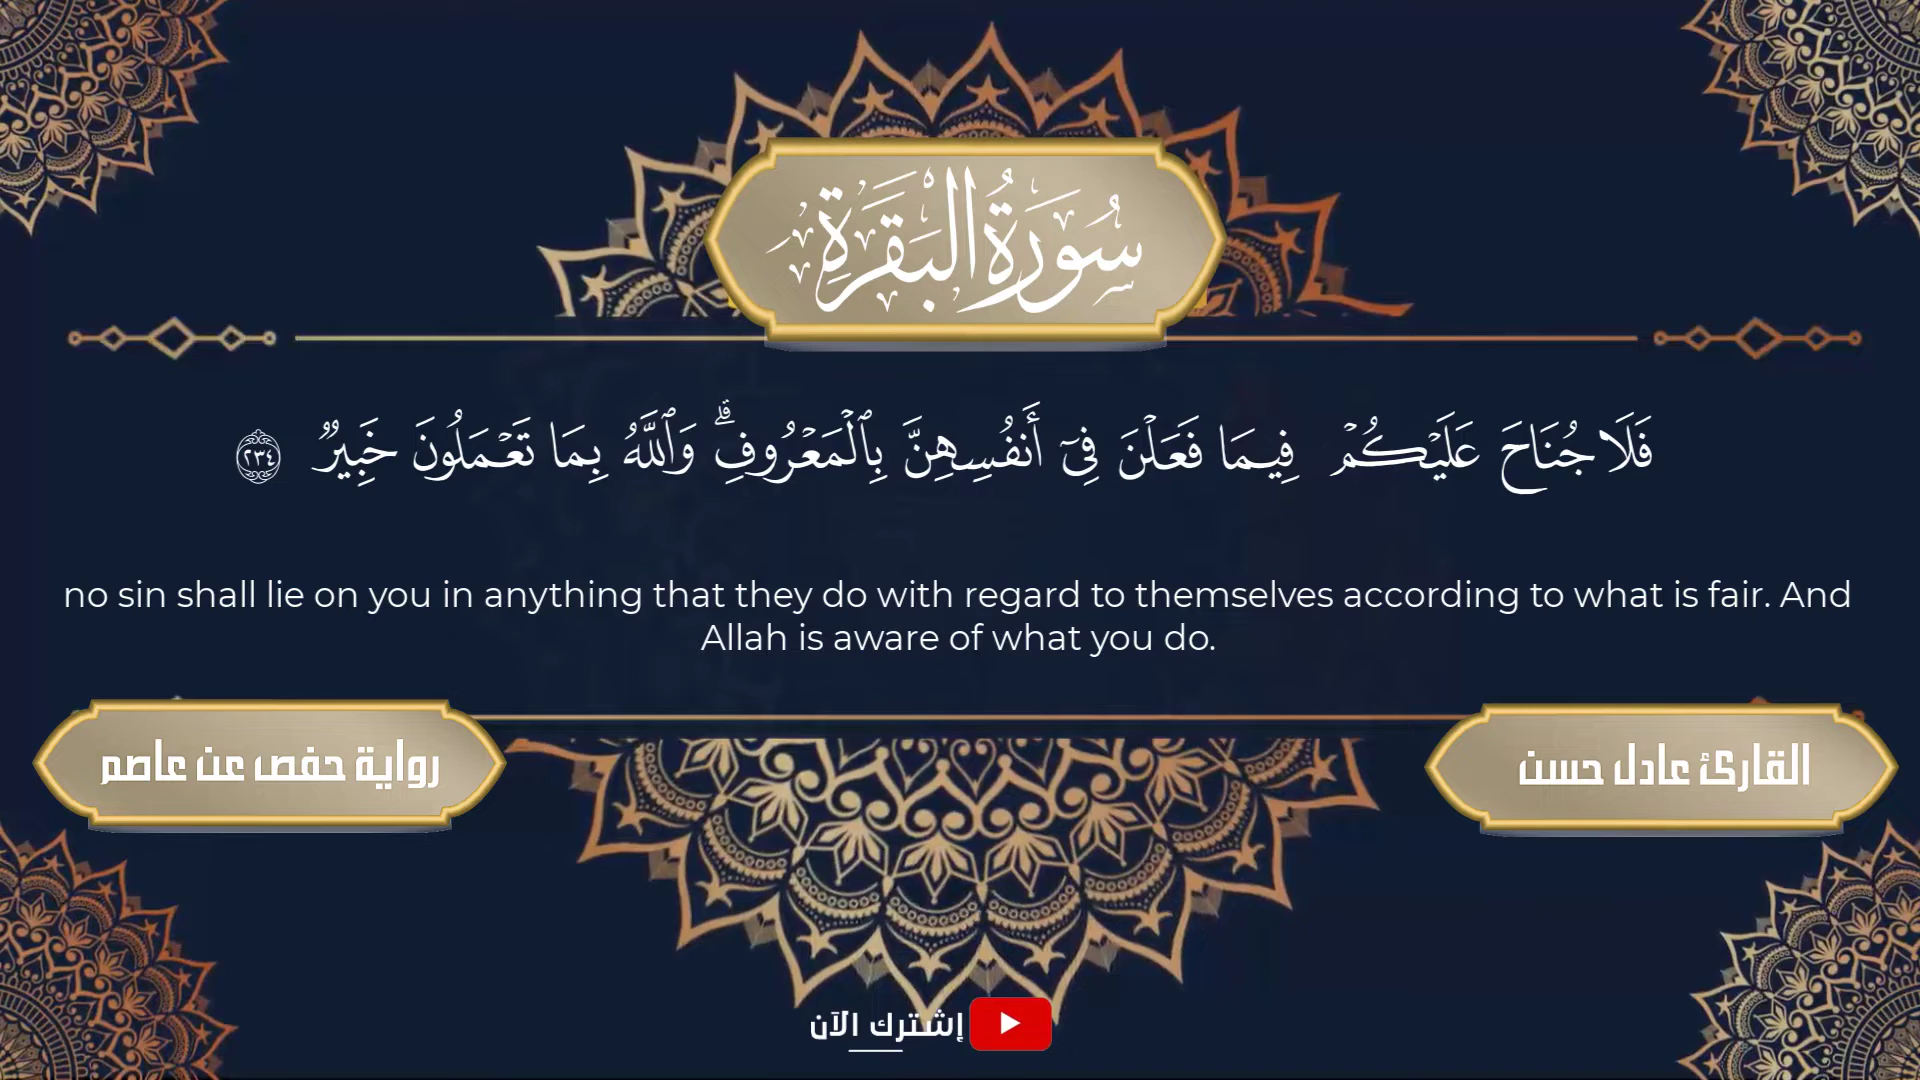 سُورَةُ البَقَرَةِ
فَلَا جُنَاحَ عَلَيْكُمْ فِيمَا فَعَلْنَ فِىٓ أَنفُسِهِنَّ بِٱلْمَعْرُوفِ ۗ وَٱللَّهُ بِمَا تَعْمَلُونَ خَبِيرٌ ٢٣٤
no sin shall lie on you in anything that they do with regard to themselves according to what is fair. And
Allah is aware of what you do.
القارئ عادل حسن
رواية حفص عن عاصم
إشترك الآن